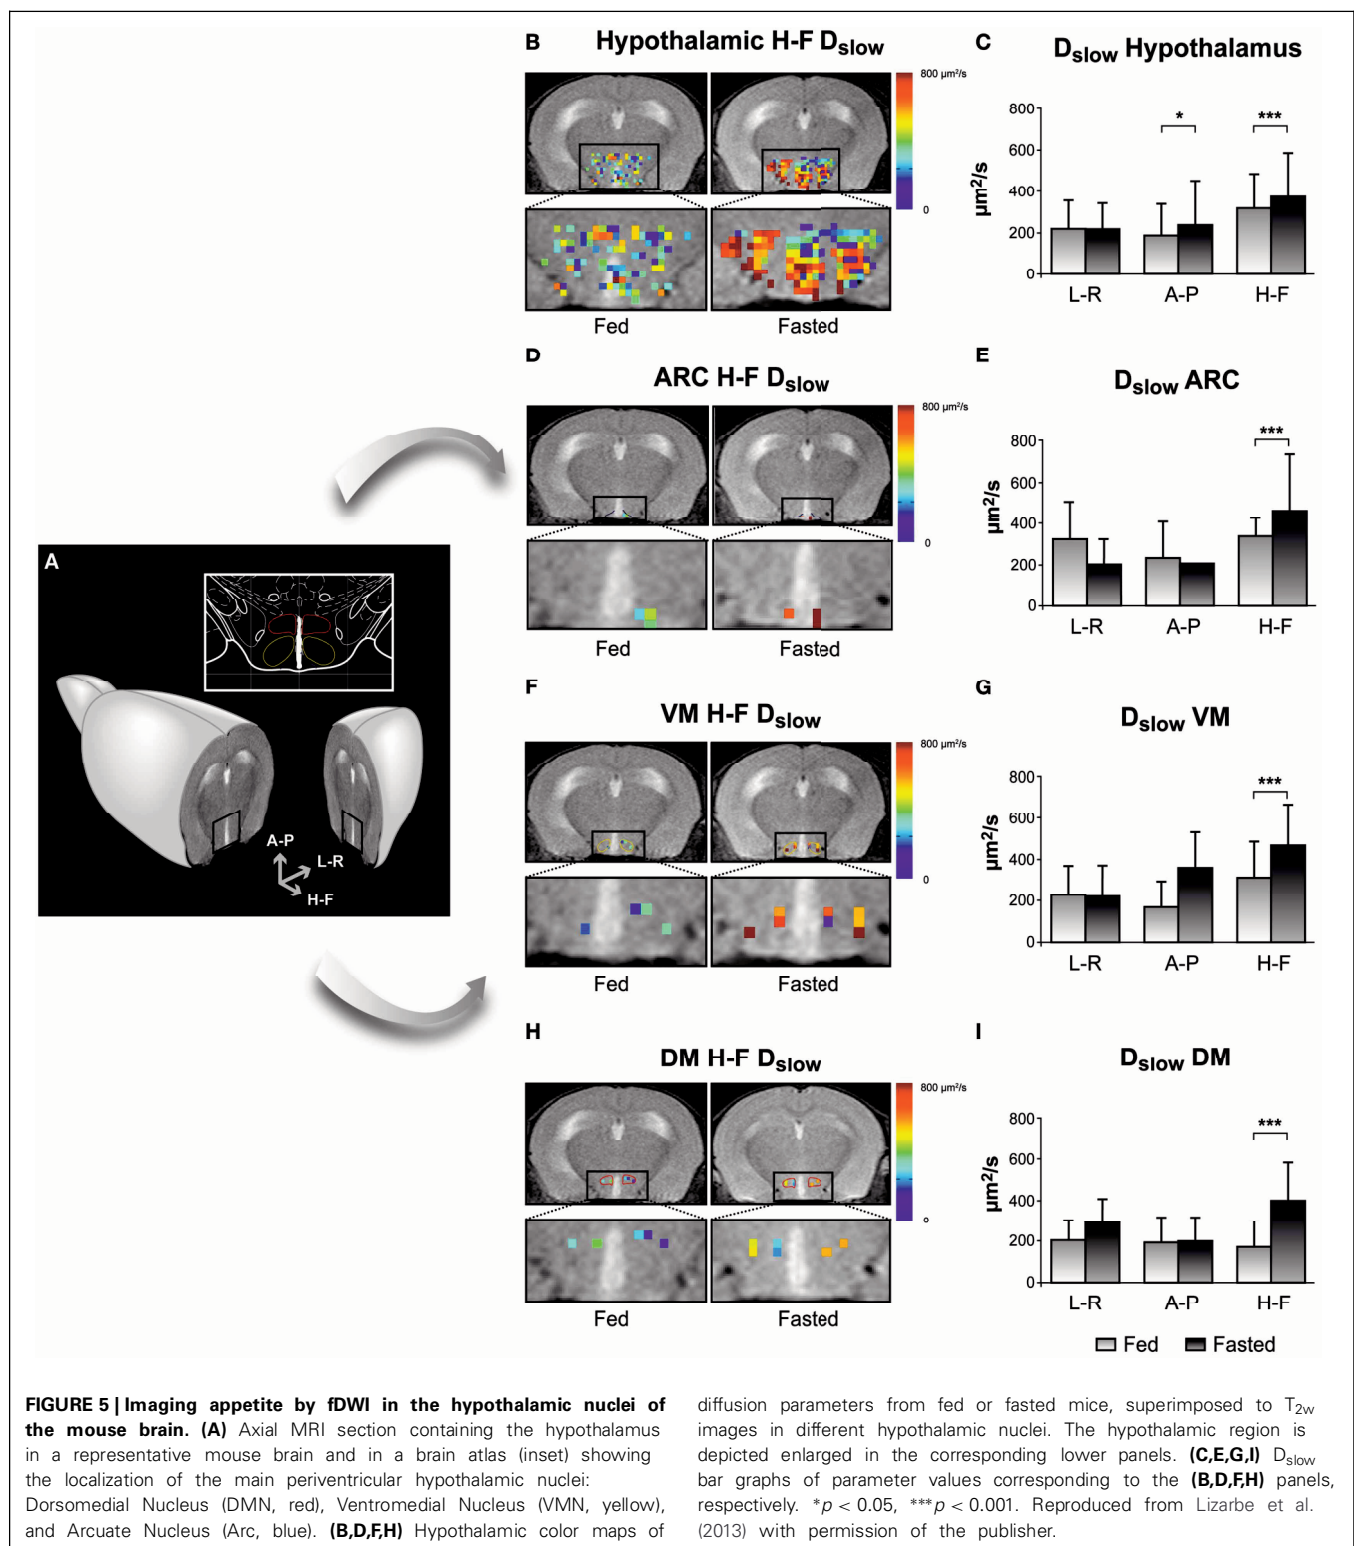 B
Hypothalamic H-F Dslow
800 µm²/s
0
Fed
Fasted
C
Dslow Hypothalamus
µm²/s
800
600
400
200
0
*
***
L-R
A-P
H-F
D
ARC H-F Dslow
800 µm²/s
0
Fed
Fasted
E
Dslow ARC
µm²/s
800
600
400
200
0
***
L-R
A-P
H-F
A
A-P
L-R
H-F
F
VM H-F Dslow
800 µm²/s
0
Fed
Fasted
G
Dslow VM
µm²/s
800
600
400
200
0
***
L-R
A-P
H-F
H
DM H-F Dslow
800 µm²/s
0
Fed
Fasted
I
Dslow DM
µm²/s
800
600
400
200
0
***
L-R
A-P
H-F
Fed
Fasted
FIGURE 5 | Imaging appetite by fDWI in the hypothalamic nuclei of
the mouse brain. (A) Axial MRI section containing the hypothalamus
in a representative mouse brain and in a brain atlas (inset) showing
the localization of the main periventricular hypothalamic nuclei:
Dorsomedial Nucleus (DMN, red), Ventromedial Nucleus (VMN, yellow),
and Arcuate Nucleus (Arc, blue). (B,D,F,H) Hypothalamic color maps of
diffusion parameters from fed or fasted mice, superimposed to T2w
images in different hypothalamic nuclei. The hypothalamic region is
depicted enlarged in the corresponding lower panels. (C,E,G,I) Dslow
bar graphs of parameter values corresponding to the (B,D,F,H) panels,
respectively. *p < 0.05, ***p < 0.001. Reproduced from Lizarbe et al.
(2013) with permission of the publisher.